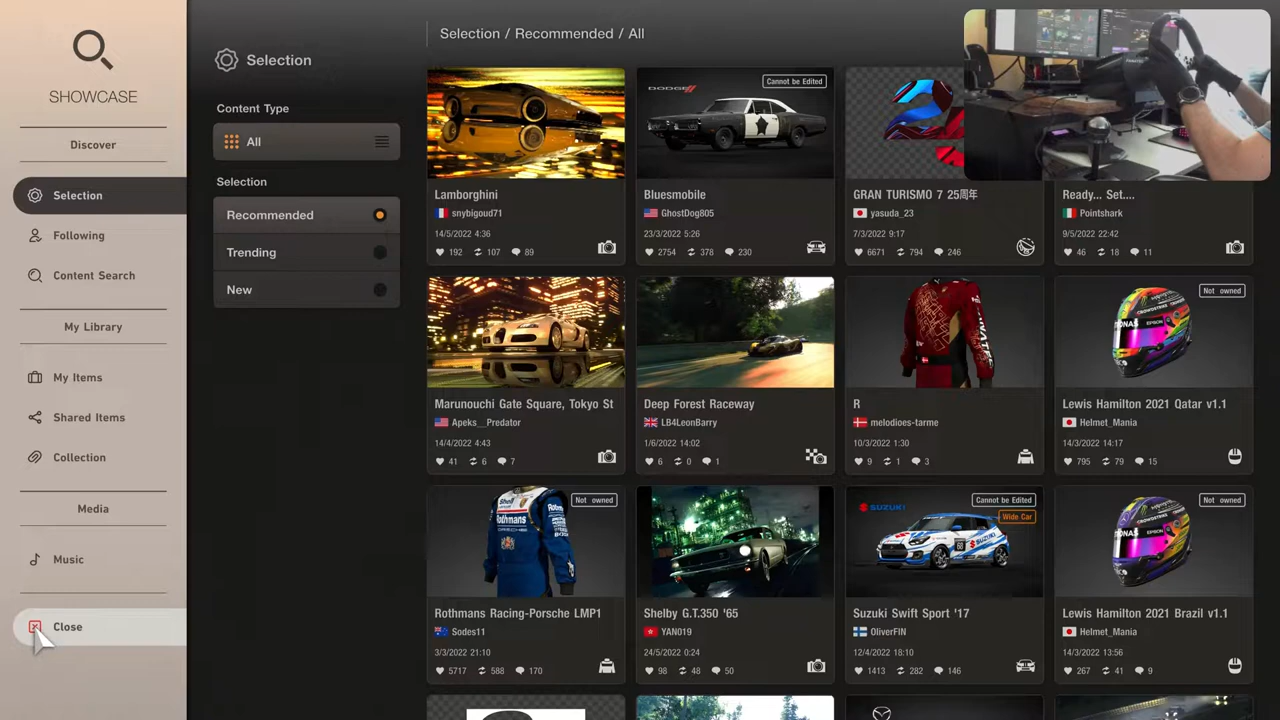 SHOWCASE
Discover
Selection
Following
Content Search
My Library
My Items
Shared Items
Collection
Media
Music
Close
Selection
Content Type
All
Selection
Recommended
Trending
New
Selection / Recommended / All
Lamborghini
snybigoud71
14/5/2022 4:36
192 107 89
Cannot be Edited
DODGE
Bluesmobile
GhostDog805
23/3/2022 5:26
2754 378 230
GRAN TURISMO 7 25周年
yasuda_23
7/3/2022 9:17
6671 794 246
Ready... Set....
Pointshark
9/5/2022 22:42
46 18 11
Marunouchi Gate Square, Tokyo St
Apeks__Predator
14/4/2022 4:43
41 6 7
Deep Forest Raceway
LB4LeonBarry
1/6/2022 14:02
6 0 1
R
melodioes-tarme
10/3/2022 1:30
9 1 3
Not owned
EPSON
Lewis Hamilton 2021 Qatar v1.1
Helmet_Mania
14/3/2022 14:17
795 79 15
Not owned
Shell
Rothmans
Rothmans Racing-Porsche LMP1
Sodes11
3/3/2022 21:10
5717 588 170
Shelby G.T.350 '65
YAN019
24/5/2022 0:24
98 48 50
Cannot be Edited
Wide Car
SUZUKI
Suzuki Swift Sport '17
OliverFIN
12/4/2022 18:10
1413 282 146
Not owned
EPSON
Lewis Hamilton 2021 Brazil v1.1
Helmet_Mania
14/3/2022 13:56
267 41 9